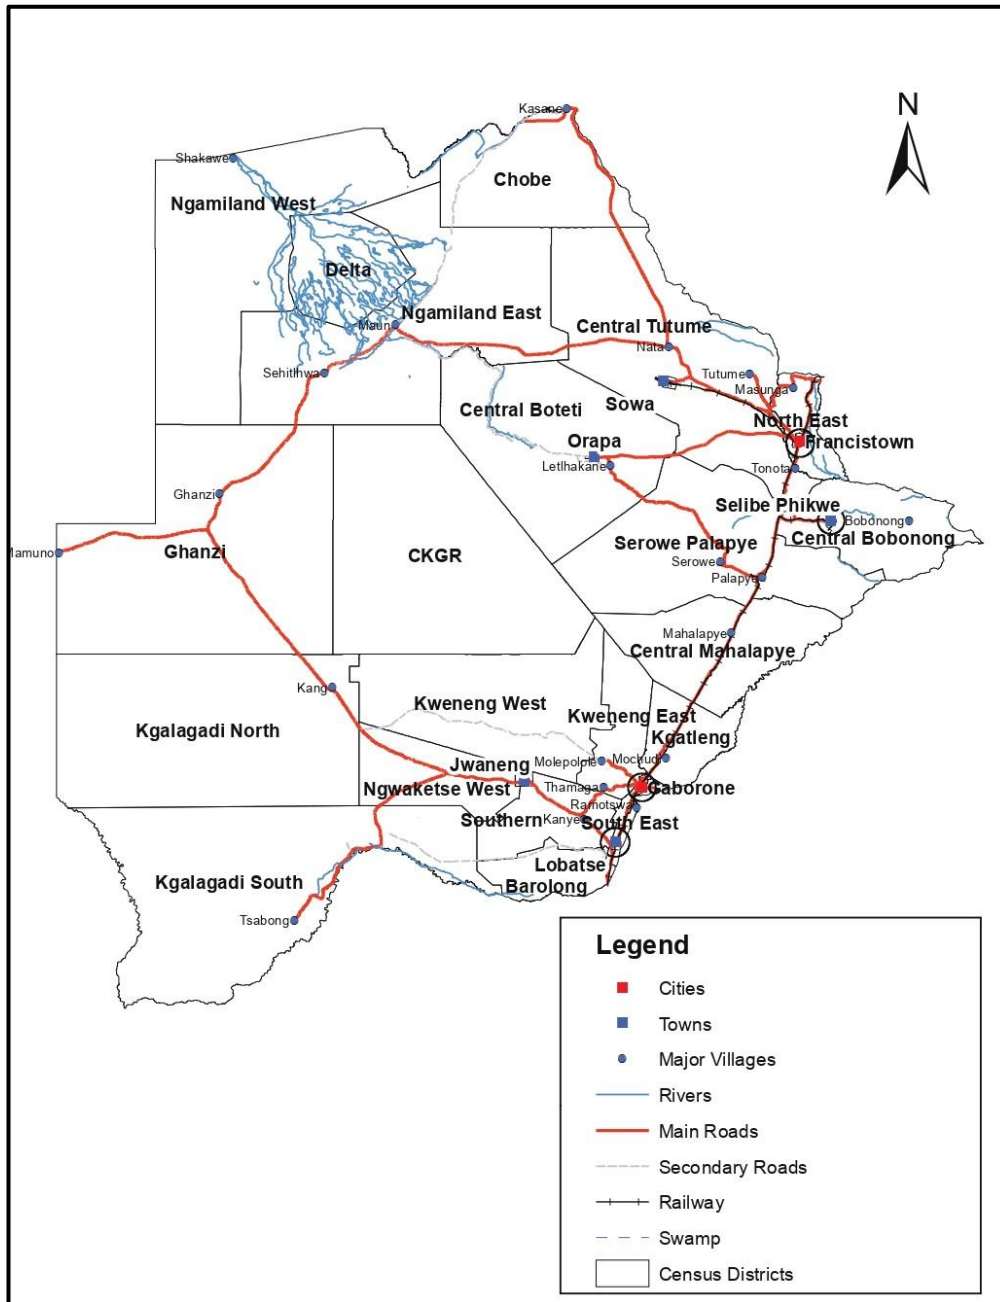 N
Kasane
Shakawe
Chobe
Ngamiland West
Delta
Ngamiland East
Maun
Central Tutume
Nata
Sehithwa
Tutume
Masunga
Central Boteti
Sowa
North East
Francistown
Orapa
Letlhakane
Tonota
Ghanzi
Selibe Phikwe
Bobonong
Central Bobonong
Mamuno
Ghanzi
CKGR
Serowe Palapye
Serowe
Palapye
Mahalapye
Central Mahalapye
Kang
Kweneng West
Kweneng East
Kgalagadi North
Kgatleng
Jwaneng
Molepolole
Mochudi
Ngwaketse West
Thamaga
Gaborone
Ramotswa
Southern
Kanye
South East
Lobatse
Barolong
Kgalagadi South
Tsabong
Legend
Cities
Towns
Major Villages
Rivers
Main Roads
Secondary Roads
Railway
Swamp
Census Districts